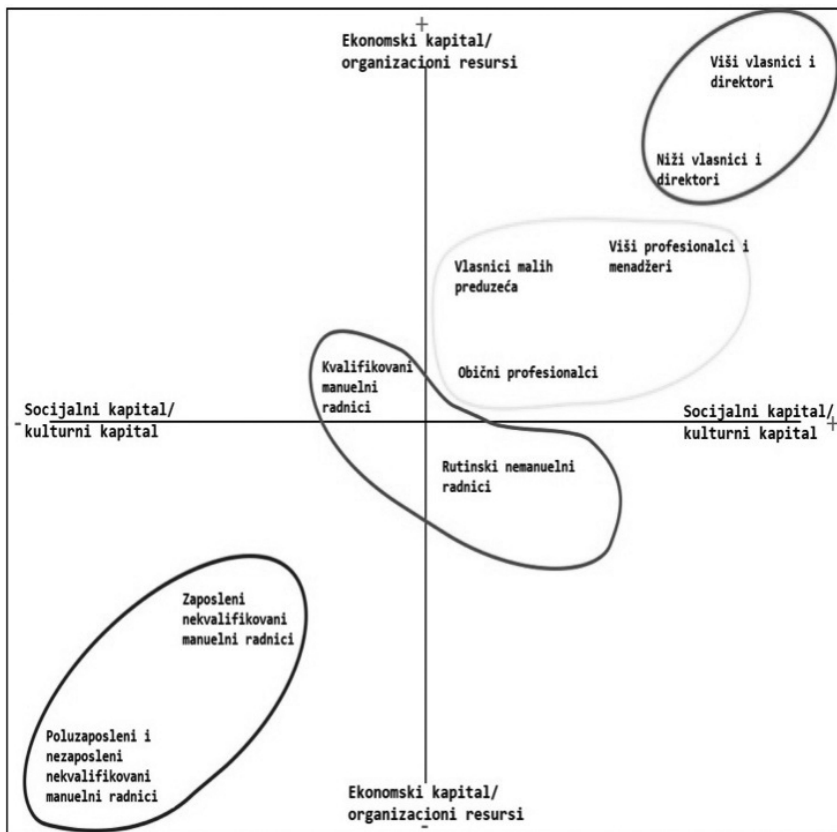 +
Ekonomski kapital/
organizacioni resursi
Viši vlasnici i
direktori
Niži vlasnici i
direktori
Viši profesionalci i
menadžeri
Vlasnici malih
preduzeća
Obični profesionalci
Kvalifikovani
manuelni
radnici
Socijalni kapital/
- kulturni kapital
Socijalni kapital/
kulturni kapital +
Rutinski nemanuelni
radnici
Zaposleni
nekvalifikovani
manuelni radnici
Poluzaposleni i
nezaposleni
nekvalifikovani
manuelni radnici
Ekonomski kapital/
organizacioni resursi
-